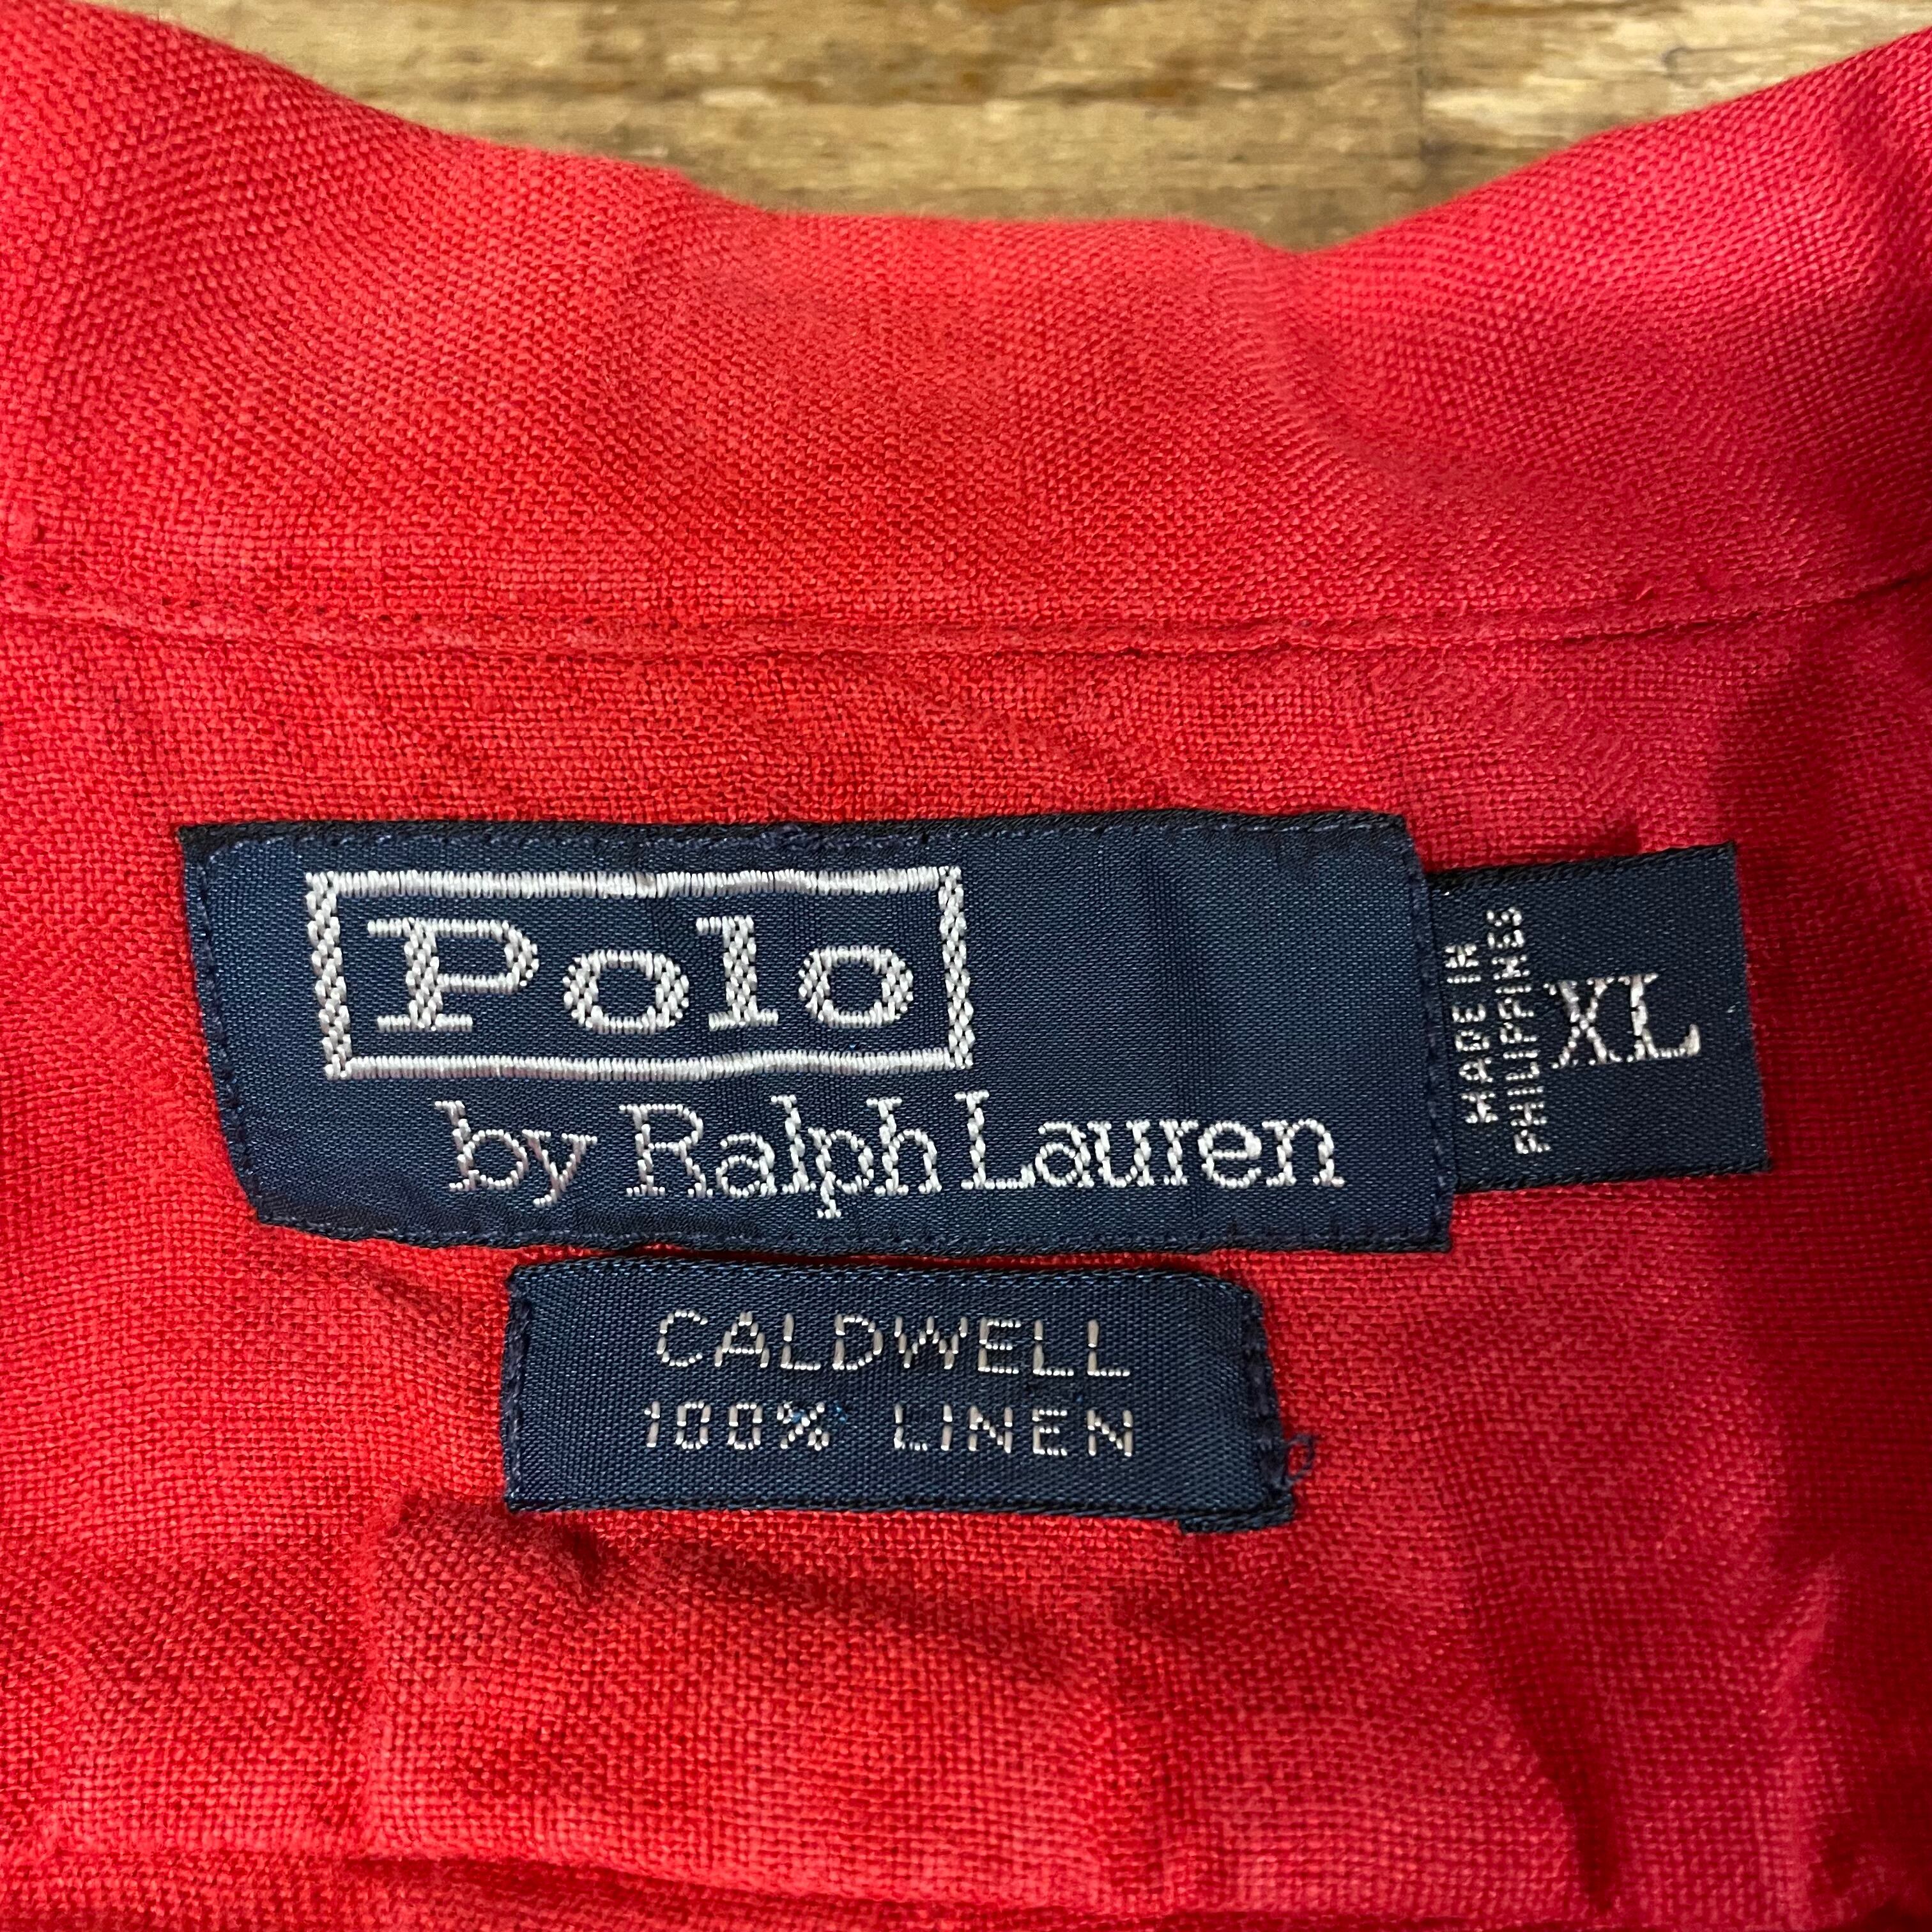 Polo
by Ralph Lauren
MADE IN
PHILIPPINES
XL
CALDWELL
100% LINEN